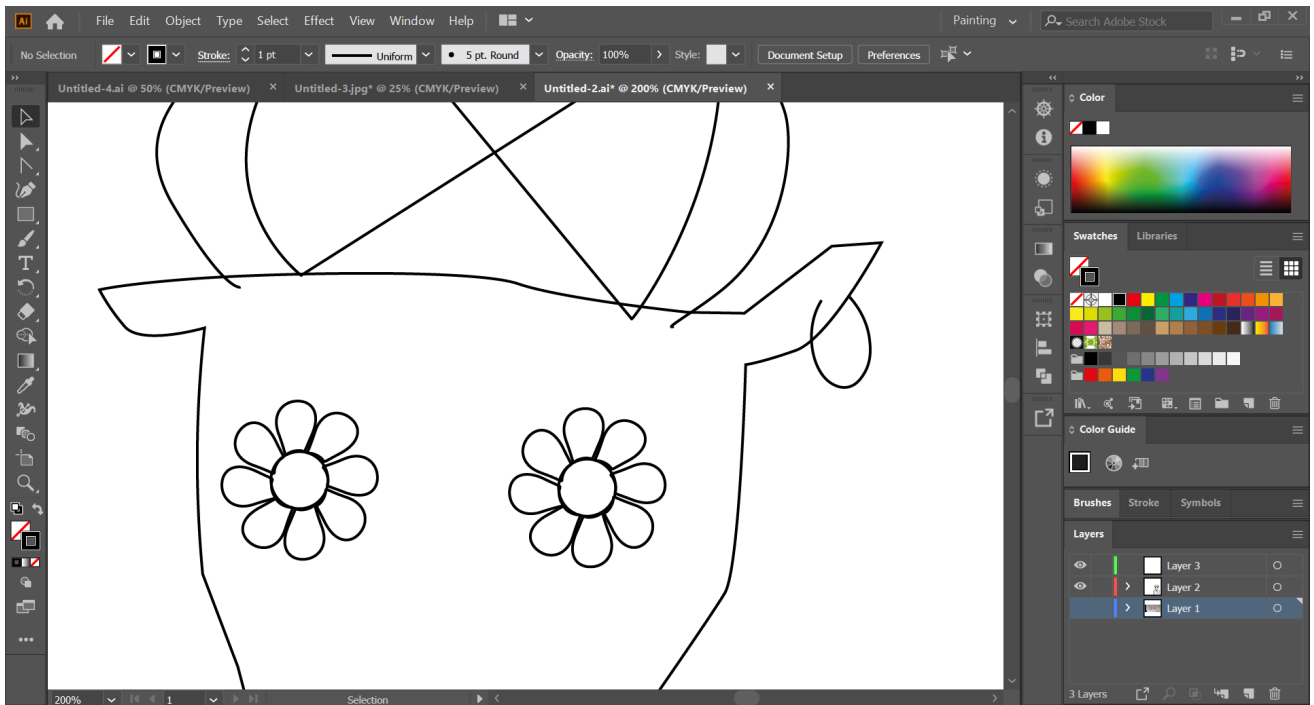 Ai File Edit Object Type Select Effect View Window Help Painting Search Adobe Stock
No Selection Stroke: 1 pt Uniform 5 pt. Round Opacity: 100% Style: Document Setup Preferences
Untitled-4.ai @ 50% (CMYK/Preview) × Untitled-3.jpg* @ 25% (CMYK/Preview) × Untitled-2.ai* @ 200% (CMYK/Preview) ×
Color
Swatches Libraries
Color Guide
Brushes Stroke Symbols
Layers
Layer 3
Layer 2
Layer 1
3 Layers
200% 1 Selection